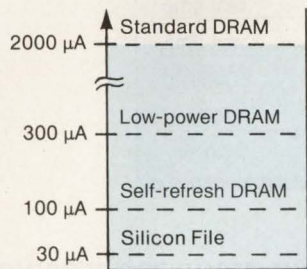 Standard DRAM
2000 µA
Low-power DRAM
300 µA
Self-refresh DRAM
100 µA
Silicon File
30 µA